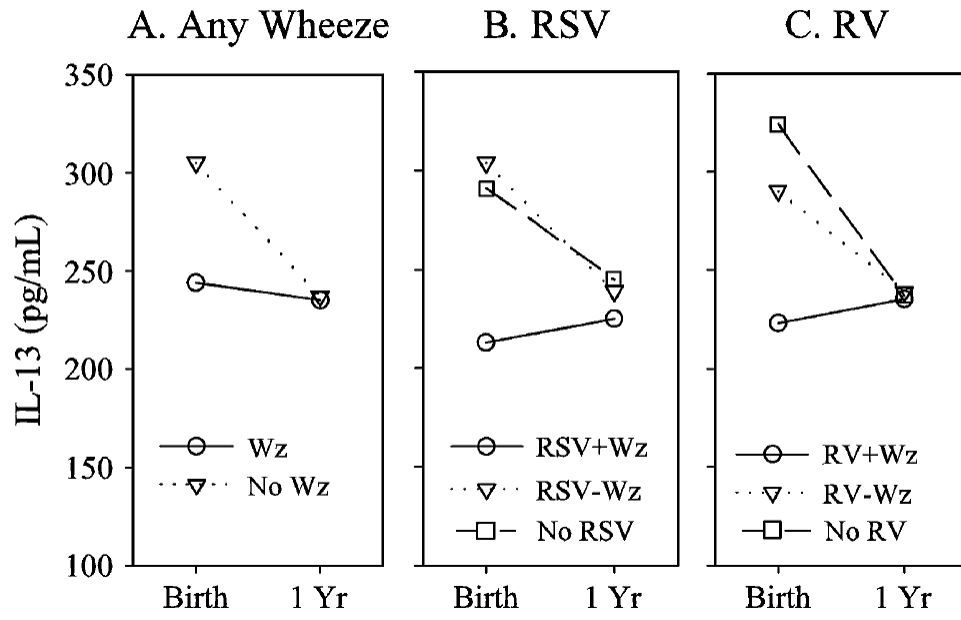 A. Any Wheeze
B. RSV
C. RV
IL-13 (pg/mL)
350
300
250
200
150
100
Wz
No Wz
RSV+Wz
RSV-Wz
No RSV
RV+Wz
RV-Wz
No RV
Birth
1 Yr
Birth
1 Yr
Birth
1 Yr